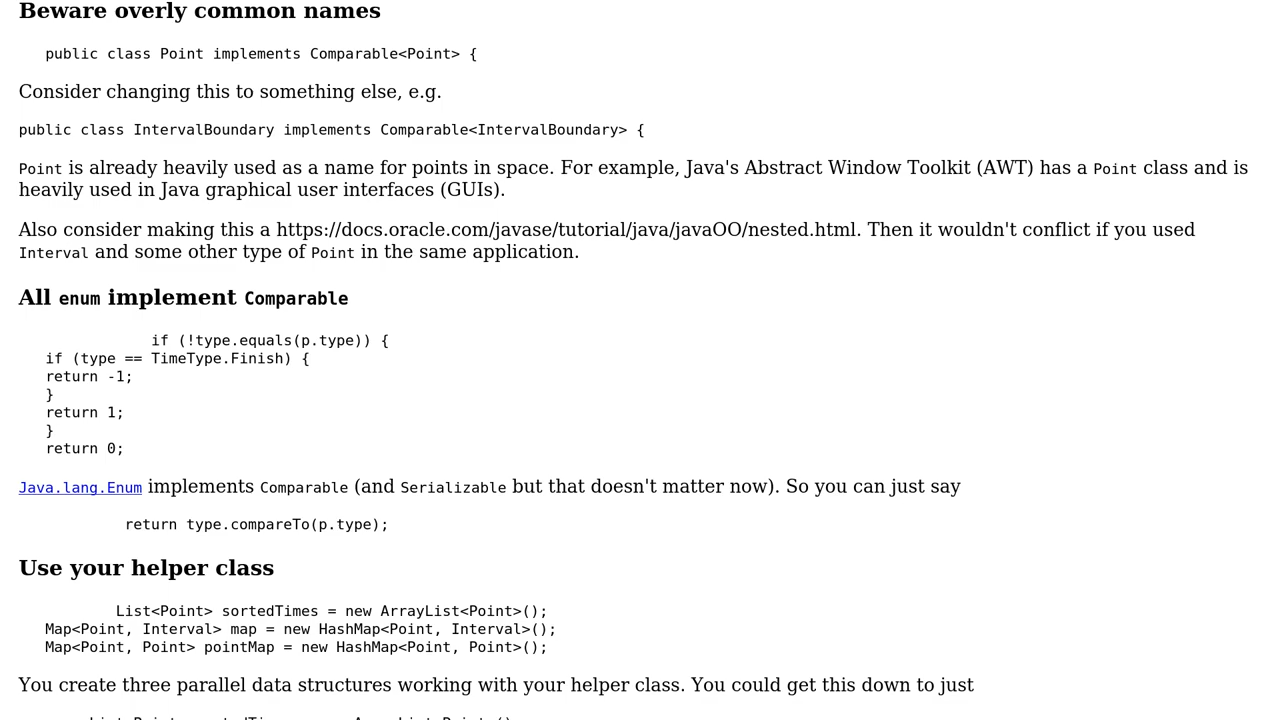 Beware overly common names
public class Point implements Comparable<Point> {
Consider changing this to something else, e.g.
public class IntervalBoundary implements Comparable<IntervalBoundary> {
Point is already heavily used as a name for points in space. For example, Java's Abstract Window Toolkit (AWT) has a Point class and is
heavily used in Java graphical user interfaces (GUIs).
Also consider making this a https://docs.oracle.com/javase/tutorial/java/javaOO/nested.html. Then it wouldn't conflict if you used
Interval and some other type of Point in the same application.
All enum implement Comparable
if (!type.equals(p.type)) {
if (type == TimeType.Finish) {
return -1;
}
return 1;
}
return 0;
Java.lang.Enum implements Comparable (and Serializable but that doesn't matter now). So you can just say
return type.compareTo(p.type);
Use your helper class
List<Point> sortedTimes = new ArrayList<Point>();
Map<Point, Interval> map = new HashMap<Point, Interval>();
Map<Point, Point> pointMap = new HashMap<Point, Point>();
You create three parallel data structures working with your helper class. You could get this down to just